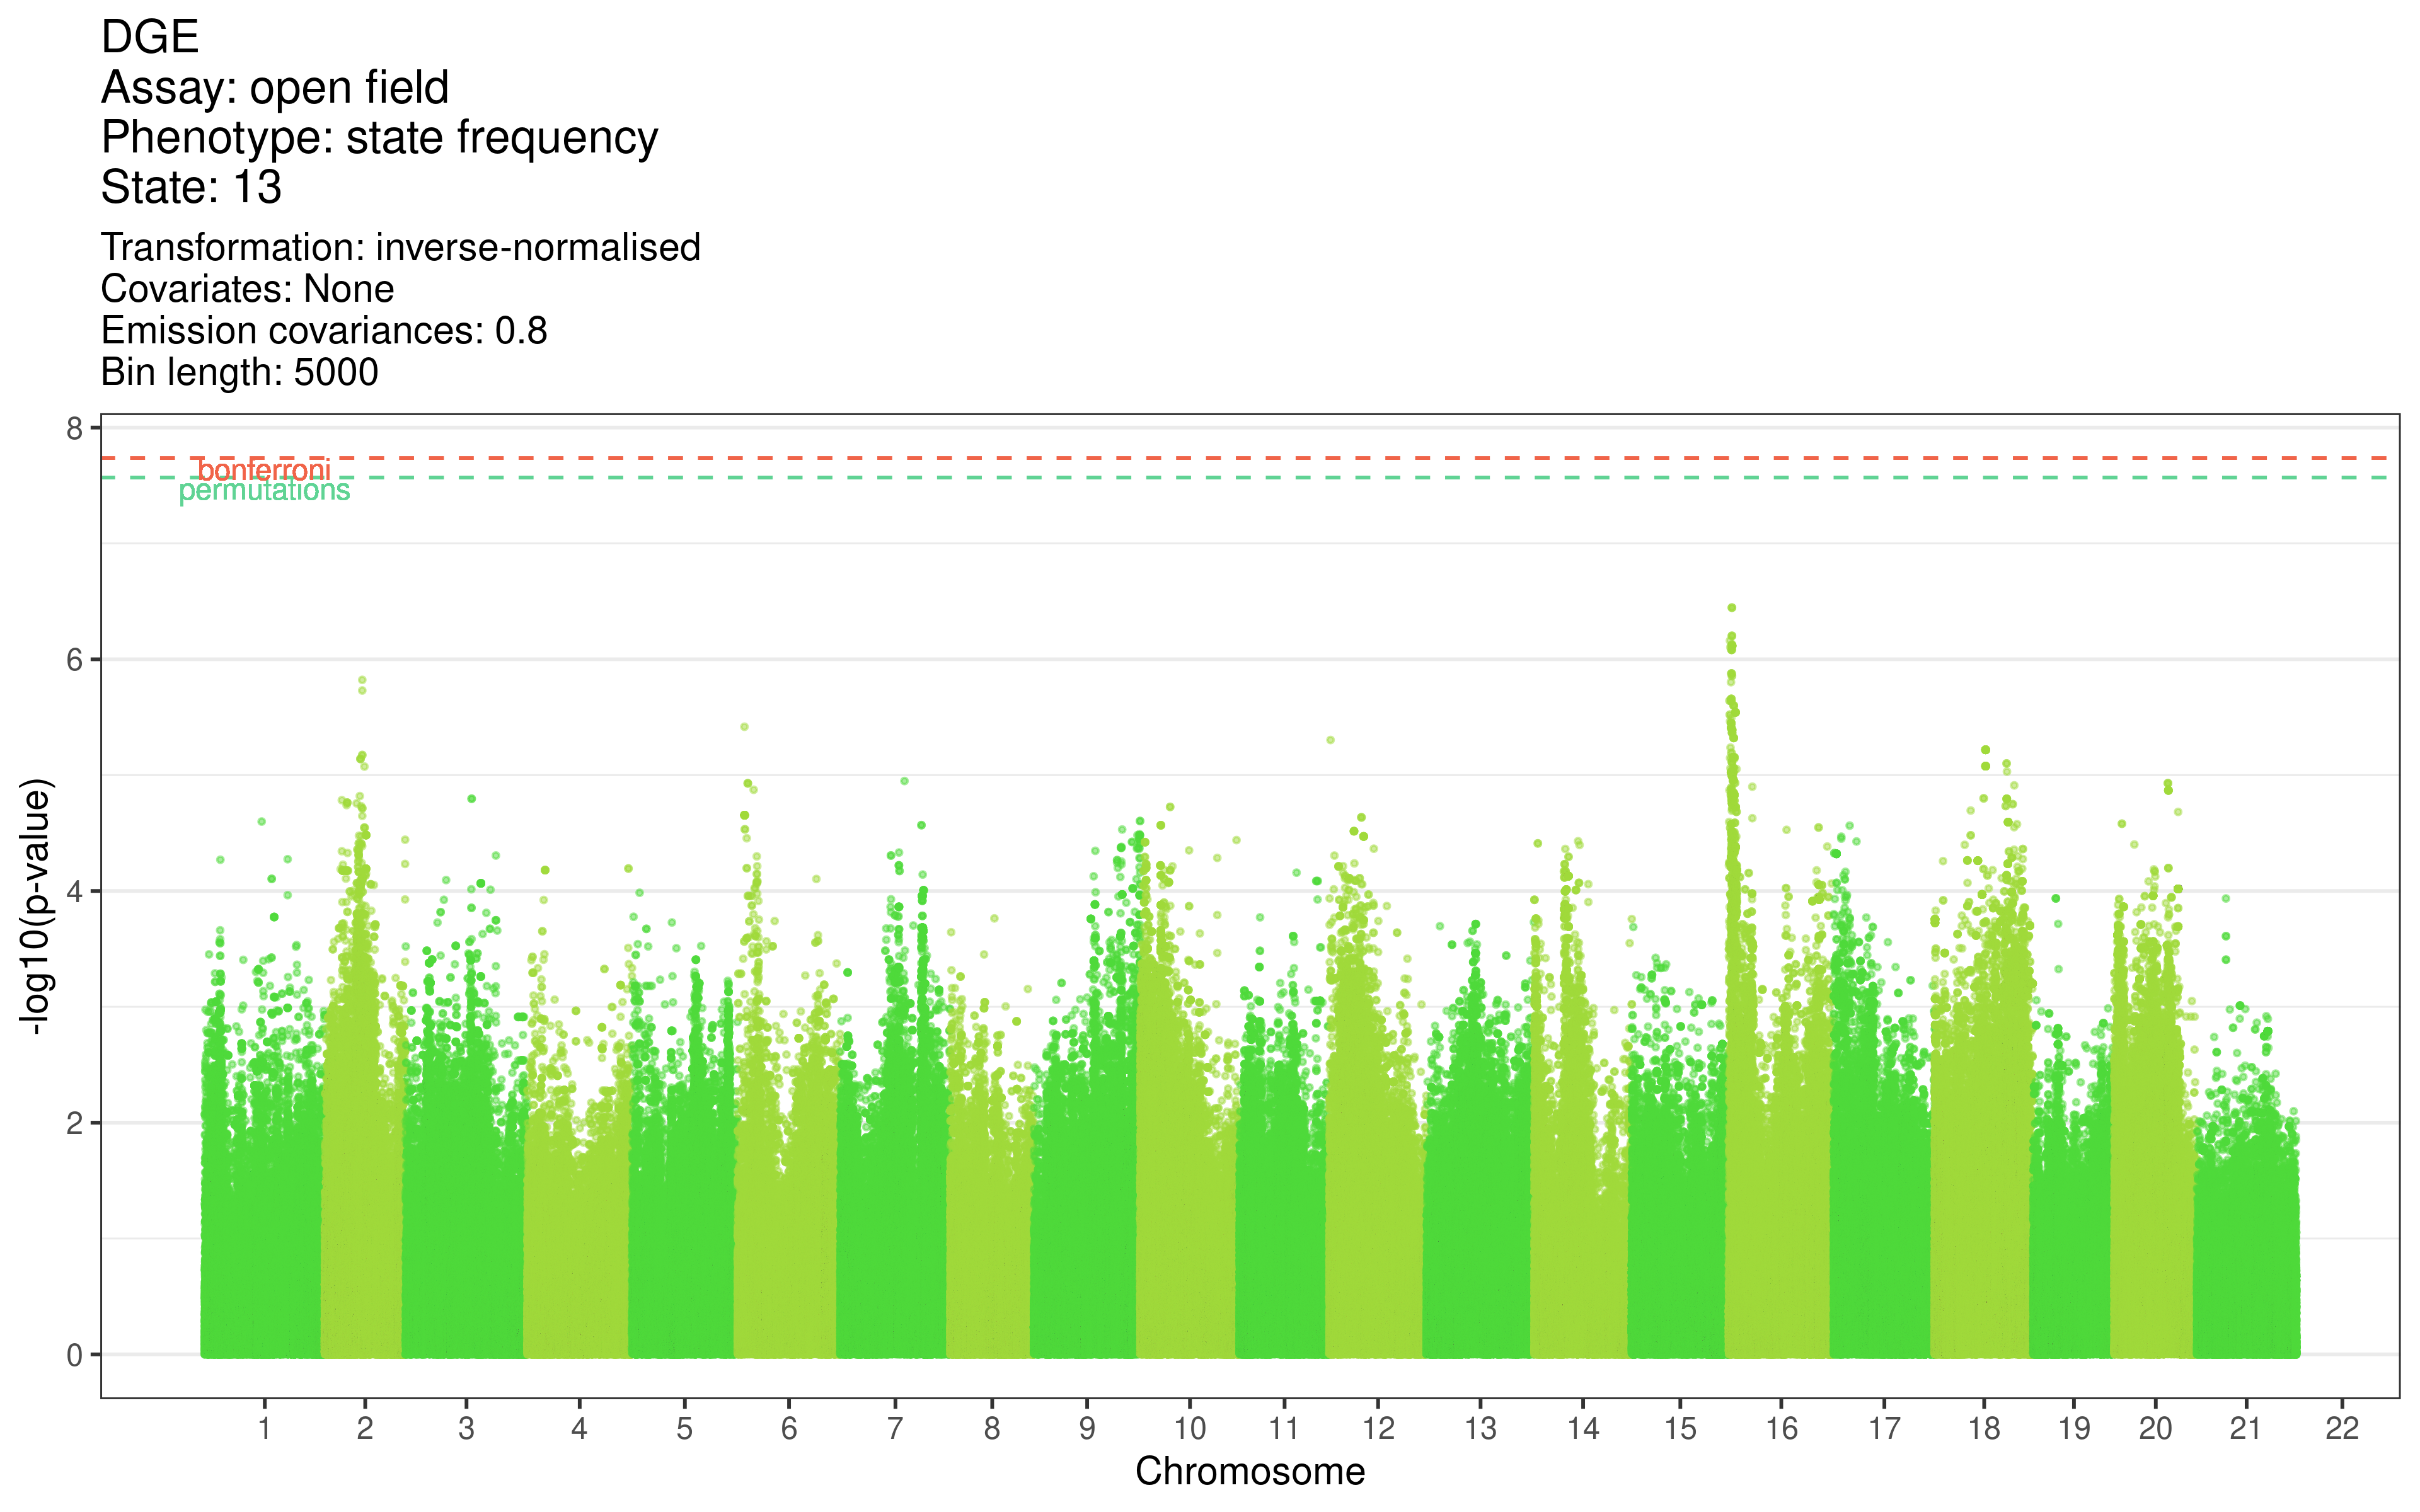 DGE
Assay: open field
Phenotype: state frequency
State: 13
Transformation: inverse-normalised
Covariates: None
Emission covariances: 0.8
Bin length: 5000
8
bonferroni
permutations
6
4
2
0
-log10(p-value)
1 2 3 4 5 6 7 8 9 10 11 12 13 14 15 16 17 18 19 20 21 22
Chromosome